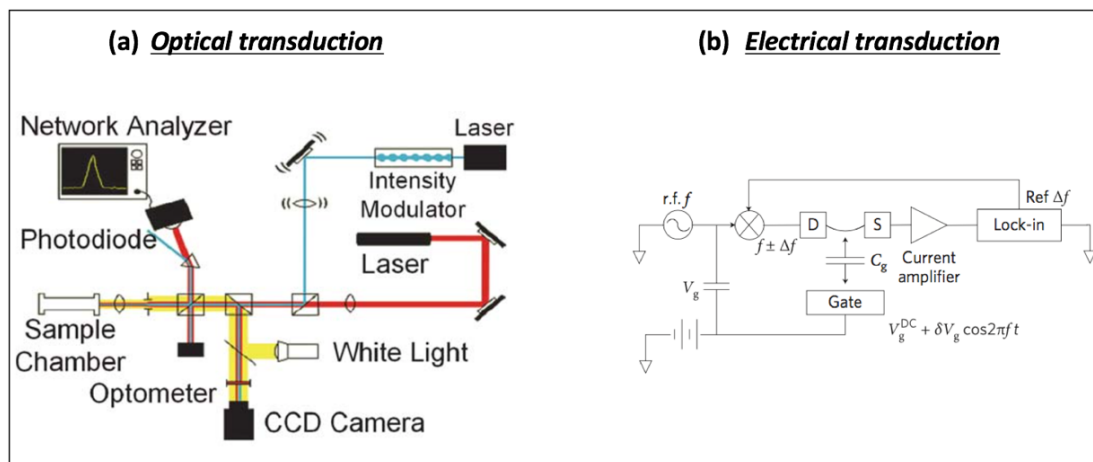 (a) Optical transduction
Network Analyzer
Laser
Intensity
Modulator
Photodiode
Laser
Sample
Chamber
White Light
Optometer
CCD Camera
(b) Electrical transduction
r.f. f
Ref Δf
D
S
Lock-in
f ± Δf
Current
amplifier
C_g
V_g
Gate
V_g^DC + δV_g cos2πft